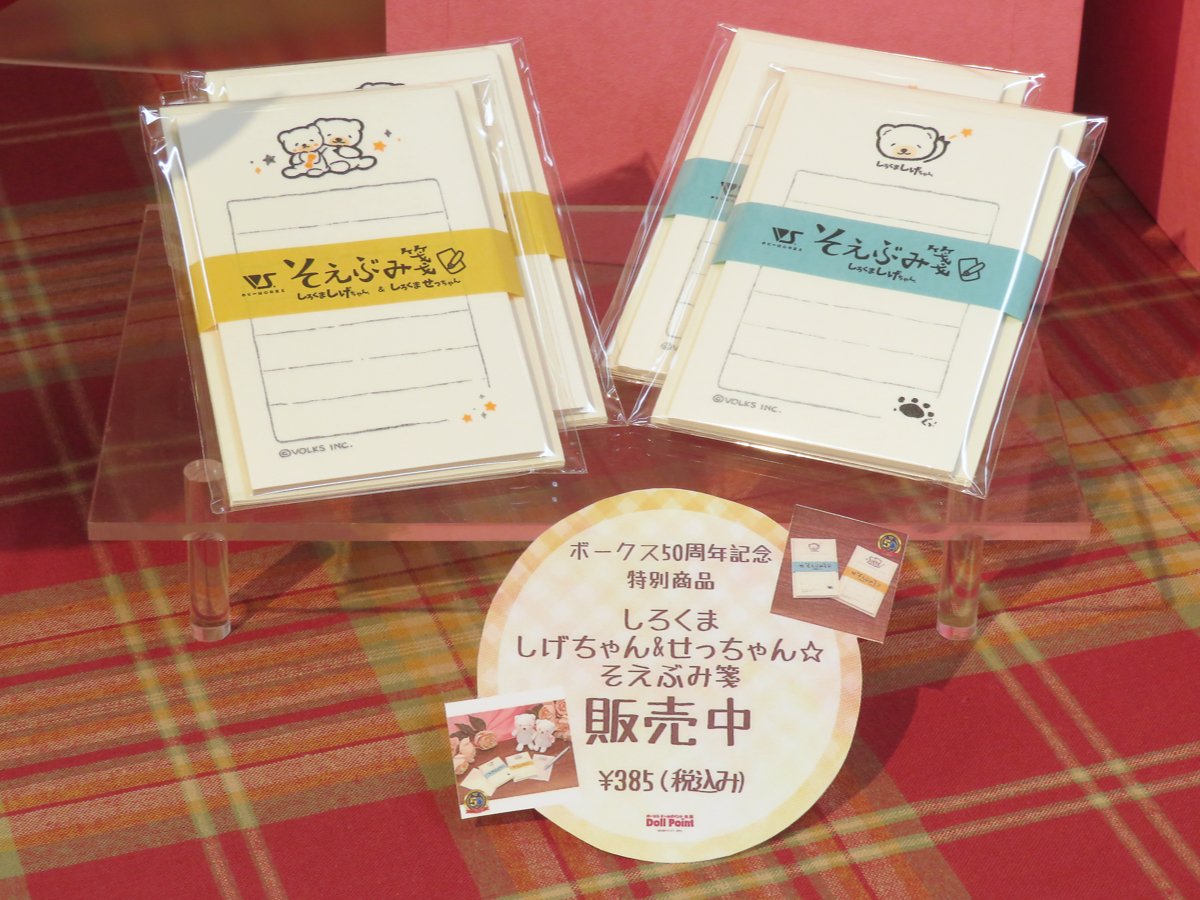 そえぶみ箋
しろくましげちゃん & しろくませっちゃん
©VOLKS INC.
しろくましげちゃん
そえぶみ箋
しろくましげちゃん
©VOLKS INC.
ボークス50周年記念
特別商品
しろくま
しげちゃん&せっちゃん☆
そえぶみ箋
販売中
¥385(税込み)
Doll Point